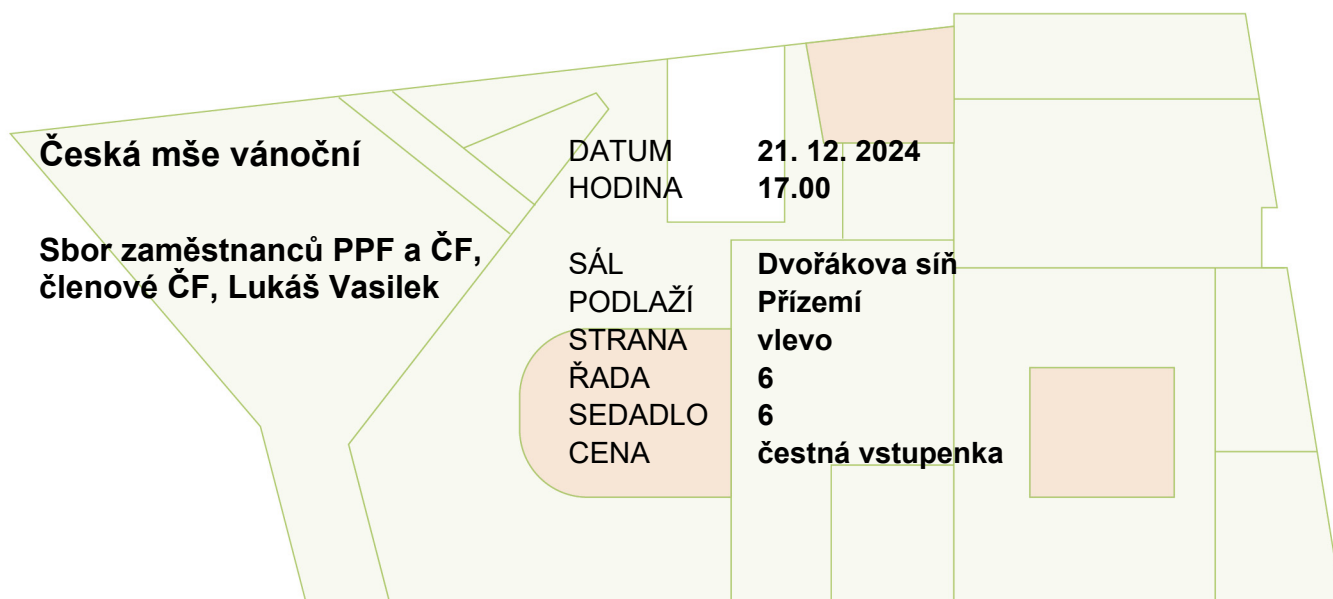 Česká mše vánoční
Sbor zaměstnanců PPF a ČF,
členové ČF, Lukáš Vasilek
DATUM 21. 12. 2024
HODINA 17.00
SÁL Dvořákova síň
PODLAŽÍ Přízemí
STRANA vlevo
ŘADA 6
SEDADLO 6
CENA čestná vstupenka